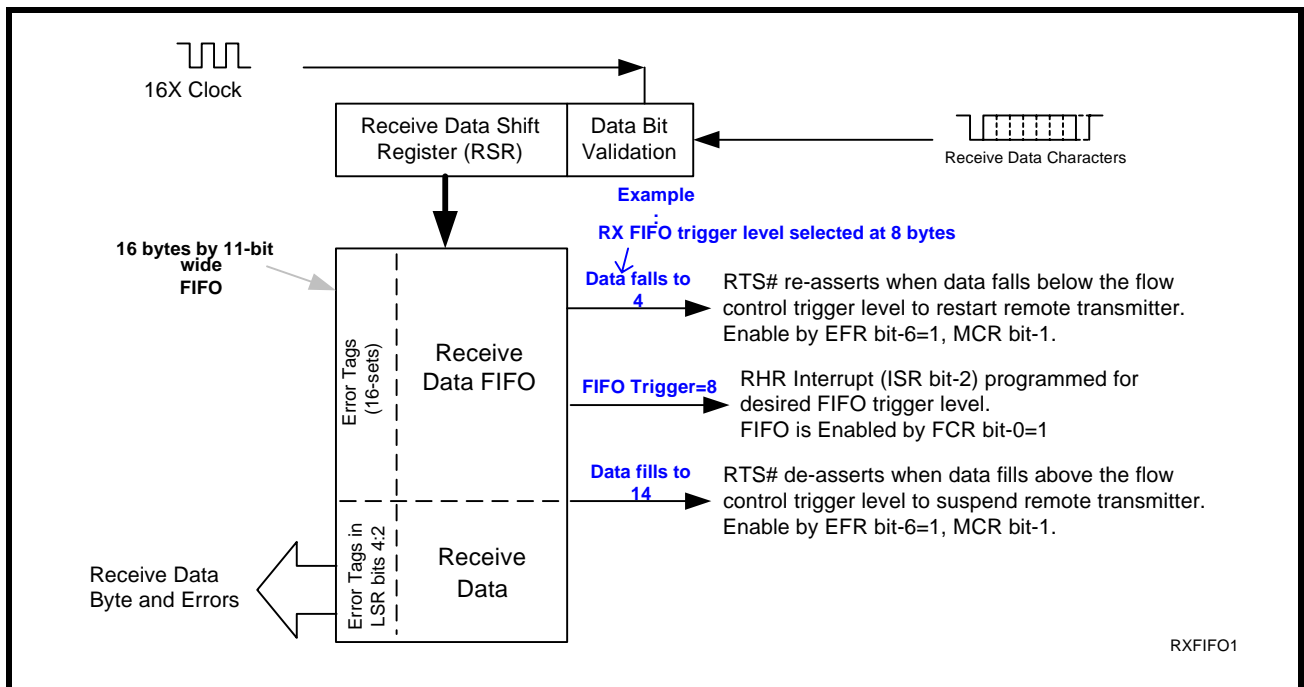 16X Clock
Receive Data Shift
Register (RSR)
Data Bit
Validation
Receive Data Characters
Example
:
RX FIFO trigger level selected at 8 bytes
16 bytes by 11-bit
wide
FIFO
Error Tags
(16-sets)
Receive
Data FIFO
Data falls to
4
RTS# re-asserts when data falls below the flow
control trigger level to restart remote transmitter.
Enable by EFR bit-6=1, MCR bit-1.
FIFO Trigger=8
RHR Interrupt (ISR bit-2) programmed for
desired FIFO trigger level.
FIFO is Enabled by FCR bit-0=1
Data fills to
14
RTS# de-asserts when data fills above the flow
control trigger level to suspend remote transmitter.
Enable by EFR bit-6=1, MCR bit-1.
Error Tags in
LSR bits 4:2
Receive
Data
Receive Data
Byte and Errors
RXFIFO1